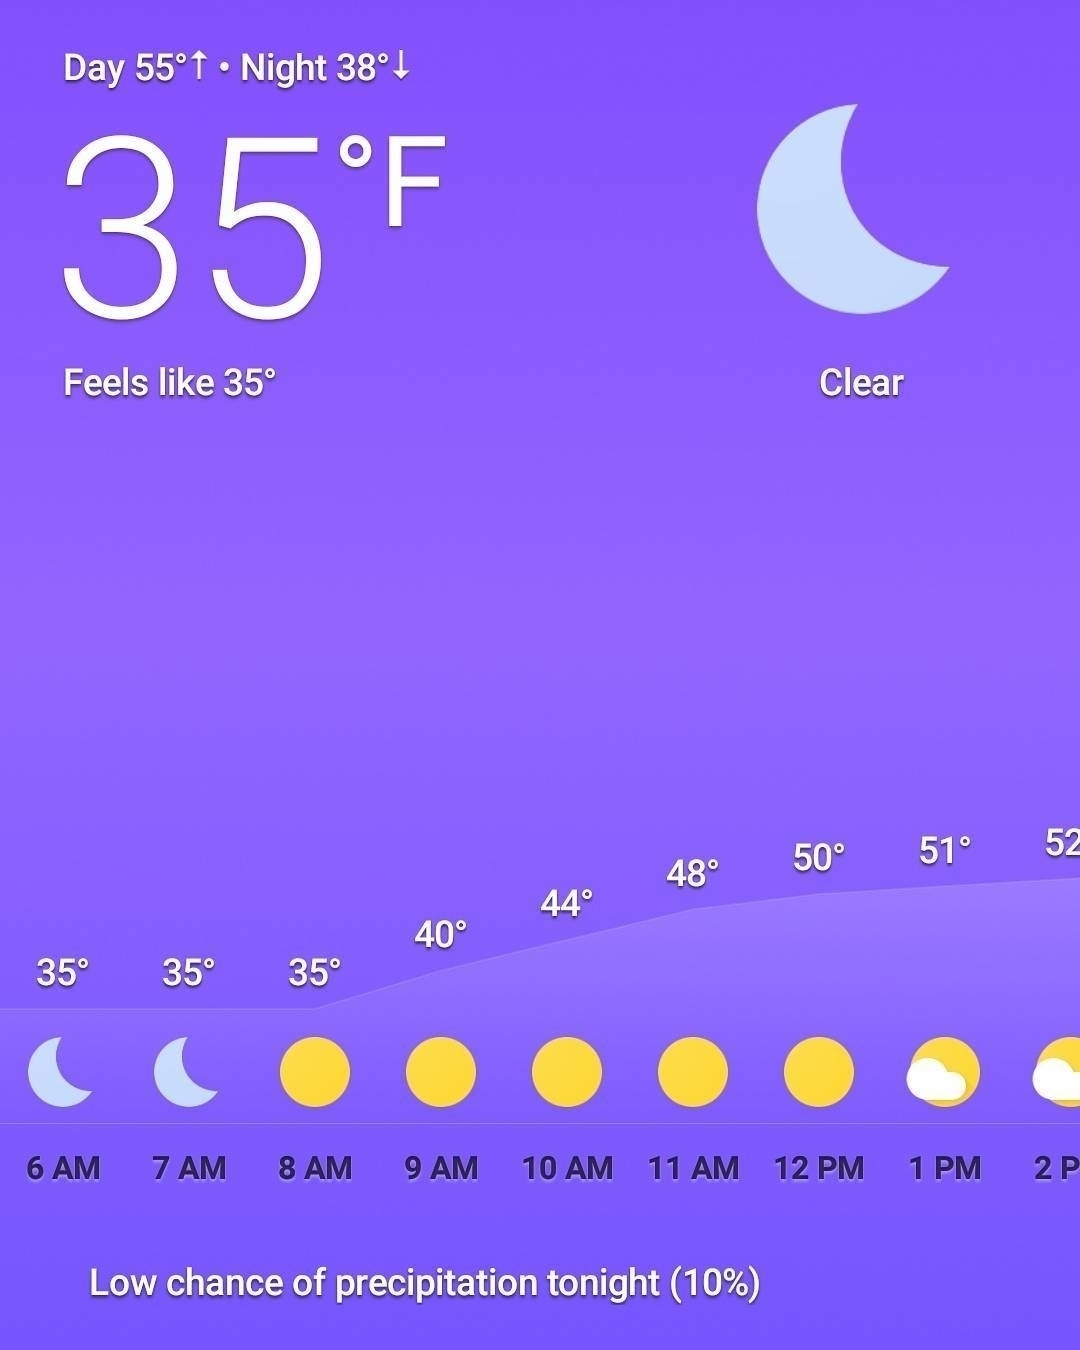 Day 55°↑ • Night 38°↓
35°F
Feels like 35°
Clear
35° 35° 35° 40° 44° 48° 50° 51° 52
6 AM 7 AM 8 AM 9 AM 10 AM 11 AM 12 PM 1 PM 2 P
Low chance of precipitation tonight (10%)